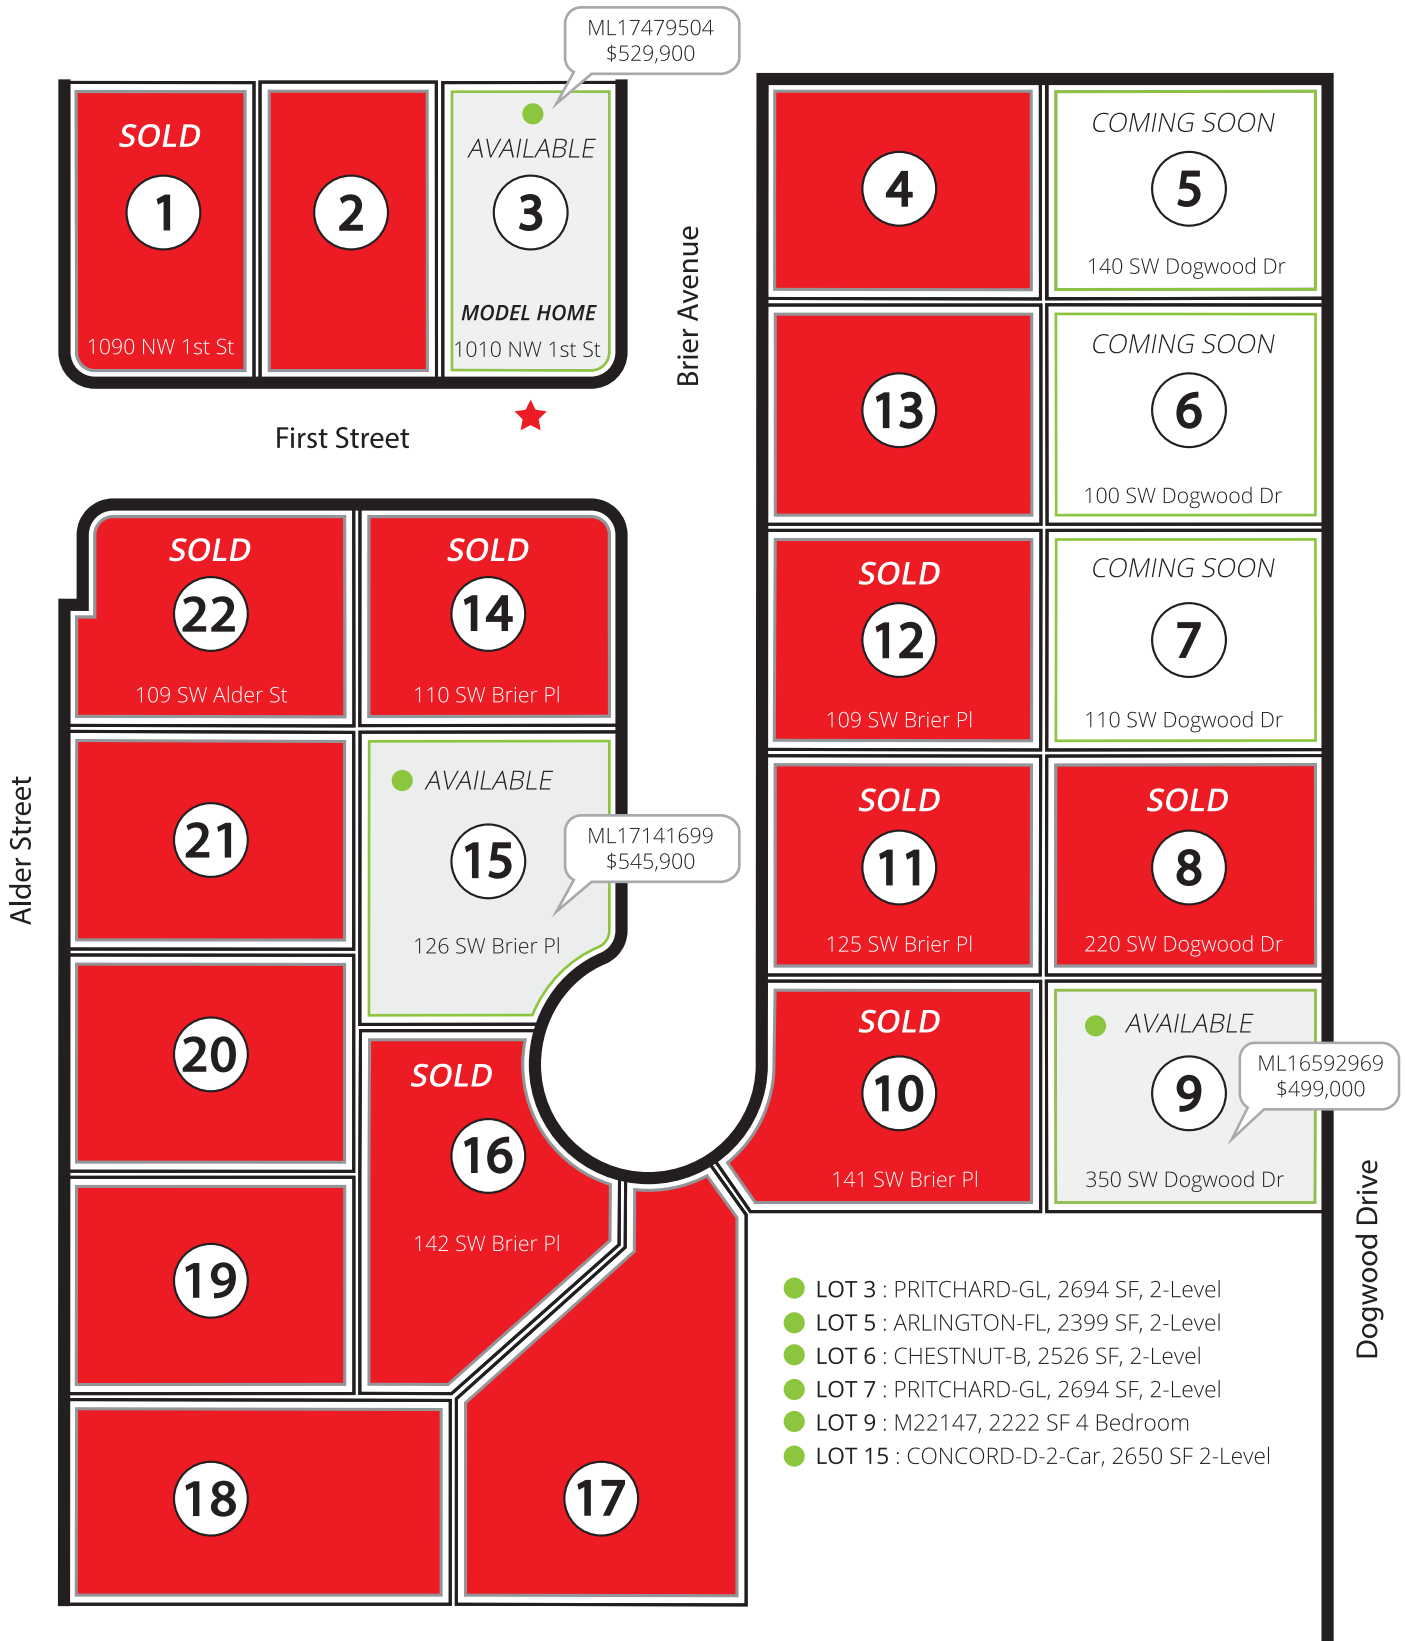 ML17479504
$529,900
SOLD
1
1090 NW 1st St
2
AVAILABLE
3
MODEL HOME
1010 NW 1st St
Brier Avenue
First Street
4
COMING SOON
5
140 SW Dogwood Dr
13
COMING SOON
6
100 SW Dogwood Dr
SOLD
22
109 SW Alder St
SOLD
14
110 SW Brier Pl
SOLD
12
109 SW Brier Pl
COMING SOON
7
110 SW Dogwood Dr
Alder Street
21
AVAILABLE
15
126 SW Brier Pl
ML17141699
$545,900
SOLD
11
125 SW Brier Pl
SOLD
8
220 SW Dogwood Dr
20
SOLD
16
142 SW Brier Pl
SOLD
10
141 SW Brier Pl
AVAILABLE
9
350 SW Dogwood Dr
ML16592969
$499,000
Dogwood Drive
19
18
17
LOT 3 : PRITCHARD-GL, 2694 SF, 2-Level
LOT 5 : ARLINGTON-FL, 2399 SF, 2-Level
LOT 6 : CHESTNUT-B, 2526 SF, 2-Level
LOT 7 : PRITCHARD-GL, 2694 SF, 2-Level
LOT 9 : M22147, 2222 SF 4 Bedroom
LOT 15 : CONCORD-D-2-Car, 2650 SF 2-Level